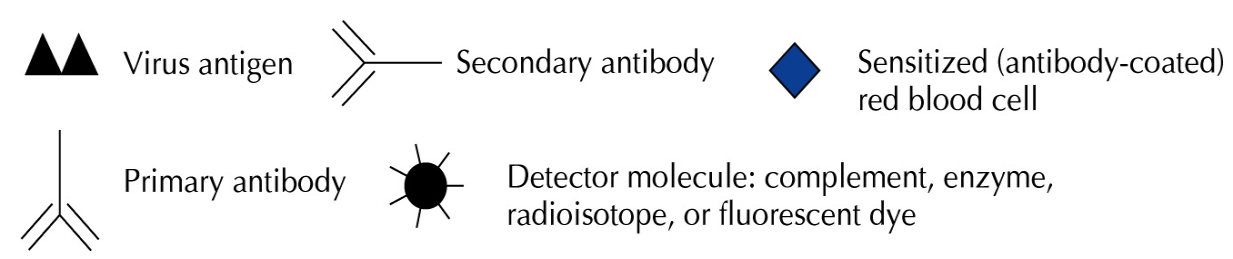 Virus antigen
Secondary antibody
Sensitized (antibody-coated)
red blood cell
Primary antibody
Detector molecule: complement, enzyme,
radioisotope, or fluorescent dye